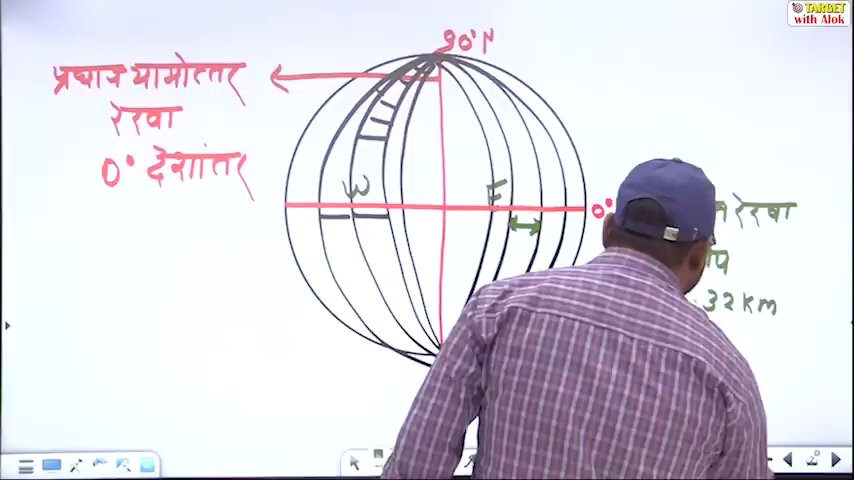 TARGET
with Alok
90°N
प्रधान यामोत्तर
रेखा
0° देशांतर
W
E
0°
रेखा
32 Km